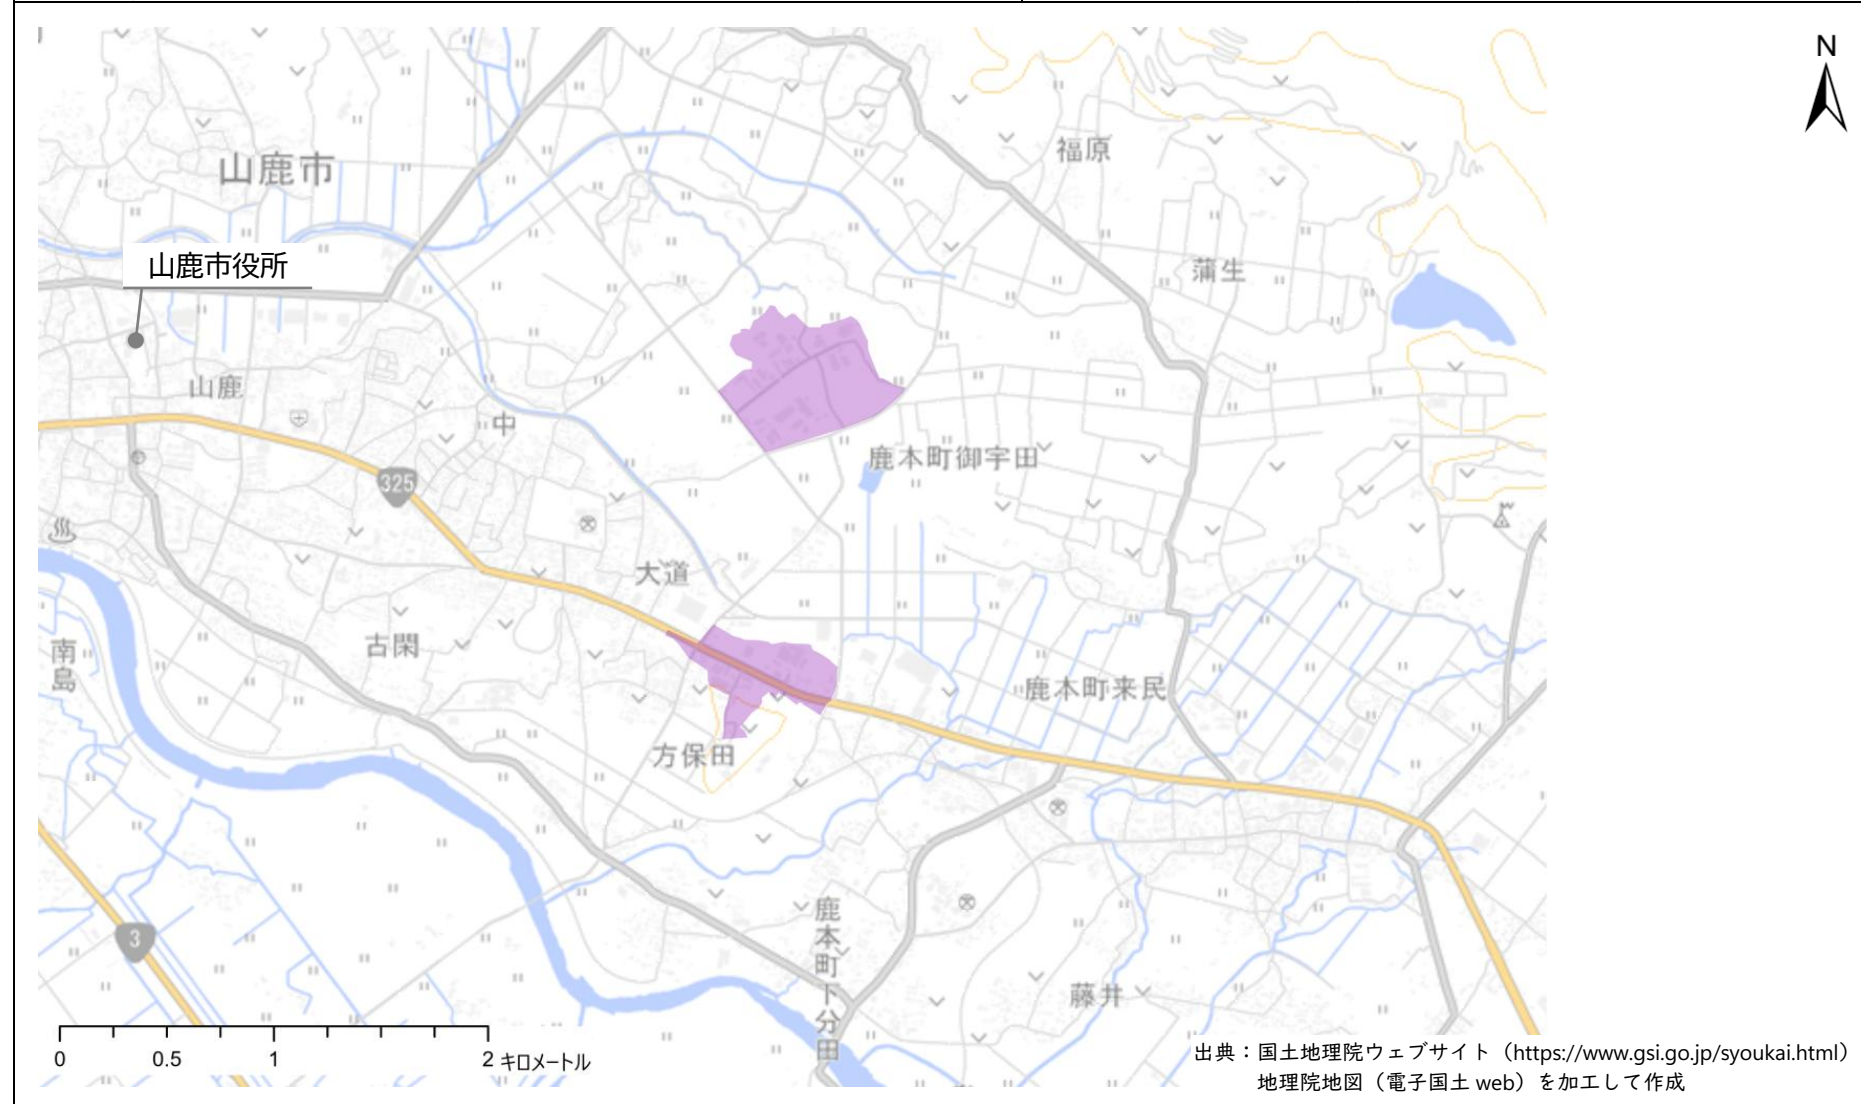 N
福原
山鹿市
山鹿市役所
蒲生
山鹿
中
鹿本町御宇田
325
大道
古閑
南島
鹿本町来民
方保田
3
鹿本町下分田
藤井
0 0.5 1 2 キロメートル
出典：国土地理院ウェブサイト（https://www.gsi.go.jp/syoukai.html）
地理院地図（電子国土 web）を加工して作成